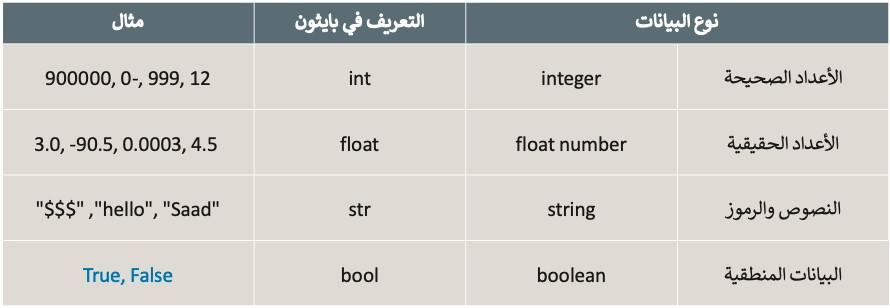 نوع البيانات	التعريف في بايثون	مثال
الأعداد الصحيحة	integer	int	900000, 0-, 999, 12
الأعداد الحقيقية	float number	float	3.0, -90.5, 0.0003, 4.5
النصوص والرموز	string	str	"$$$" ,"hello", "Saad"
البيانات المنطقية	boolean	bool	True, False